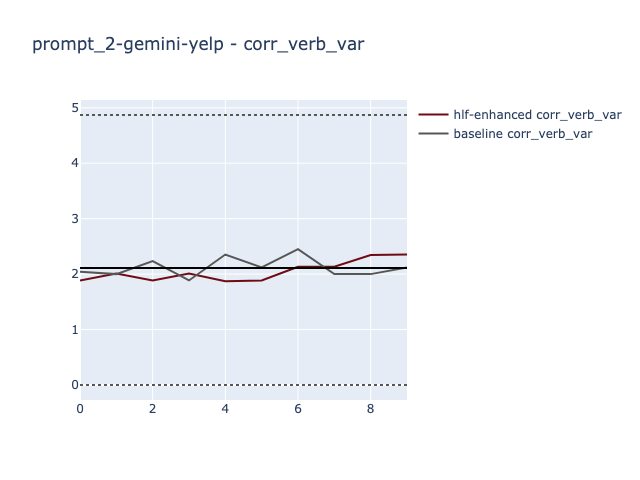 prompt_2-gemini-yelp - corr_verb_var
hlf-enhanced corr_verb_var
baseline corr_verb_var
5
4
3
2
1
0
0 2 4 6 8